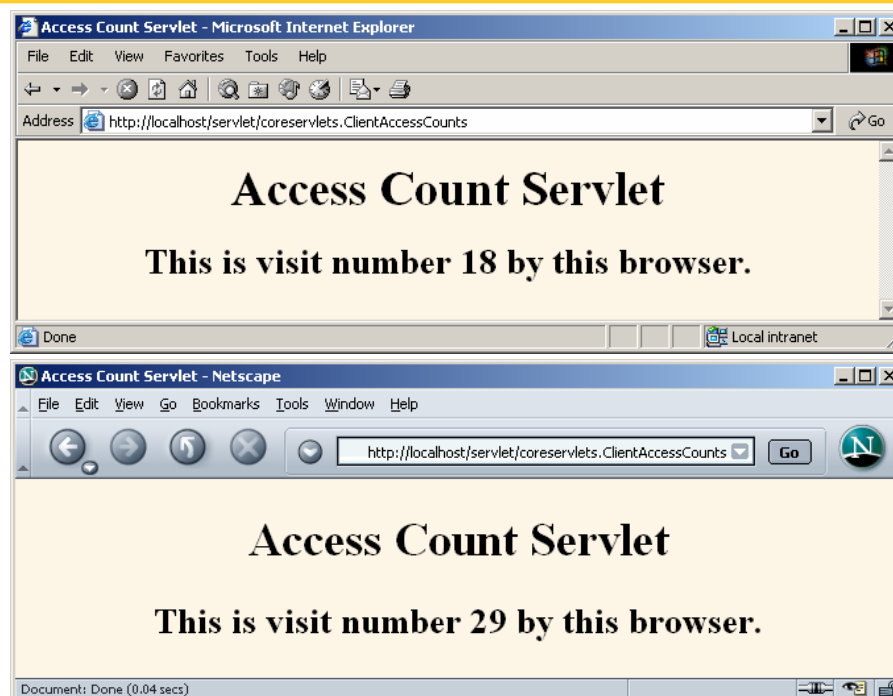 Access Count Servlet - Microsoft Internet Explorer
File Edit View Favorites Tools Help
Address http://localhost/servlet/coreservlets.ClientAccessCounts Go
Access Count Servlet
This is visit number 18 by this browser.
Done Local intranet
Access Count Servlet - Netscape
File Edit View Go Bookmarks Tools Window Help
http://localhost/servlet/coreservlets.ClientAccessCounts Go N
Access Count Servlet
This is visit number 29 by this browser.
Document: Done (0.04 secs)